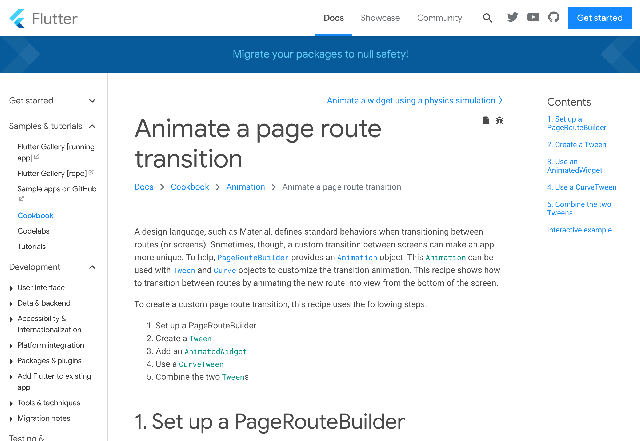 Flutter
Docs
Showcase
Community
Get started
Migrate your packages to null safety!
Get started
Samples & tutorials
Flutter Gallery [running
app]
Flutter Gallery [repo]
Sample apps on GitHub
Cookbook
Codelabs
Tutorials
Development
User interface
Data & backend
Accessibility &
internationalization
Platform integration
Packages & plugins
Add Flutter to existing
app
Tools & techniques
Migration notes
Testing &
Animate a widget using a physics simulation
Animate a page route
transition
Docs
Cookbook
Animation
Animate a page route transition
A design language, such as Material, defines standard behaviors when transitioning between
routes (or screens). Sometimes, though, a custom transition between screens can make an app
more unique. To help, PageRouteBuilder provides an Animation object. This Animation can be
used with Tween and Curve objects to customize the transition animation. This recipe shows how
to transition between routes by animating the new route into view from the bottom of the screen.
To create a custom page route transition, this recipe uses the following steps:
1. Set up a PageRouteBuilder
2. Create a Tween
3. Add an AnimatedWidget
4. Use a CurveTween
5. Combine the two Tweens
1. Set up a PageRouteBuilder
Contents
1. Set up a
PageRouteBuilder
2. Create a Tween
3. Use an
AnimatedWidget
4. Use a CurveTween
5. Combine the two
Tweens
Interactive example